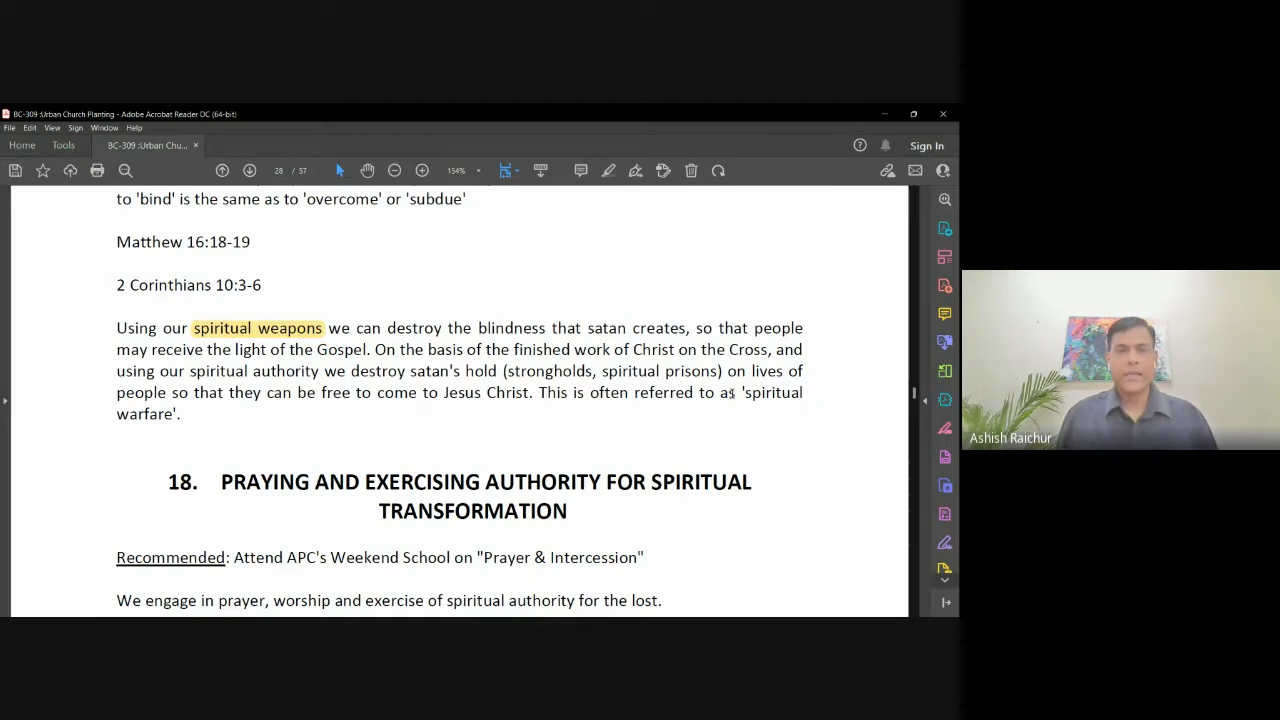 BC-309 :Urban Church Planting - Adobe Acrobat Reader DC (64-bit)
File Edit View Sign Window Help
Home Tools BC-309 :Urban Chu... × Sign In
28 / 57 154%
to 'bind' is the same as to 'overcome' or 'subdue'
Matthew 16:18-19
2 Corinthians 10:3-6
Using our spiritual weapons we can destroy the blindness that satan creates, so that people
may receive the light of the Gospel. On the basis of the finished work of Christ on the Cross, and
using our spiritual authority we destroy satan's hold (strongholds, spiritual prisons) on lives of
people so that they can be free to come to Jesus Christ. This is often referred to as 'spiritual
warfare'.
18. PRAYING AND EXERCISING AUTHORITY FOR SPIRITUAL
TRANSFORMATION
Recommended: Attend APC's Weekend School on "Prayer & Intercession"
We engage in prayer, worship and exercise of spiritual authority for the lost.
Ashish Raichur